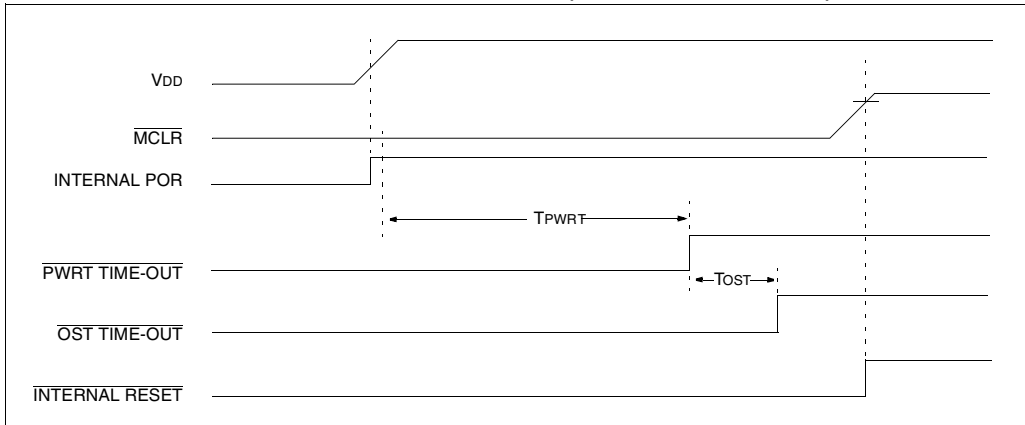 VDD
MCLR
INTERNAL POR
TPWRT
PWRT TIME-OUT
TOST
OST TIME-OUT
INTERNAL RESET